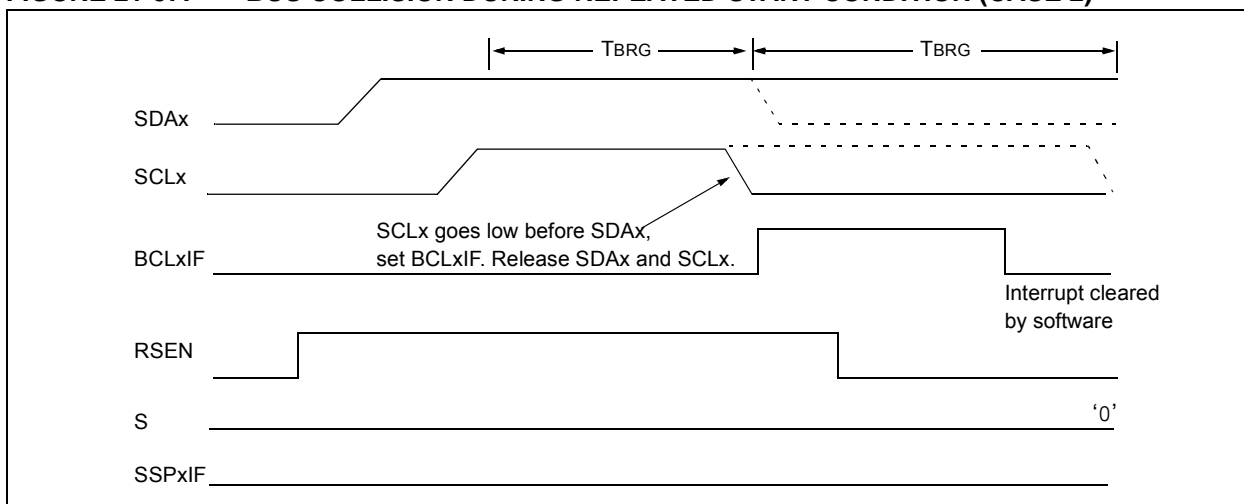 TBRG TBRG
SDAx
SCLx
SCLx goes low before SDAx,
BCLxIF set BCLxIF. Release SDAx and SCLx.
Interrupt cleared
by software
RSEN
S ‘0’
SSPxIF